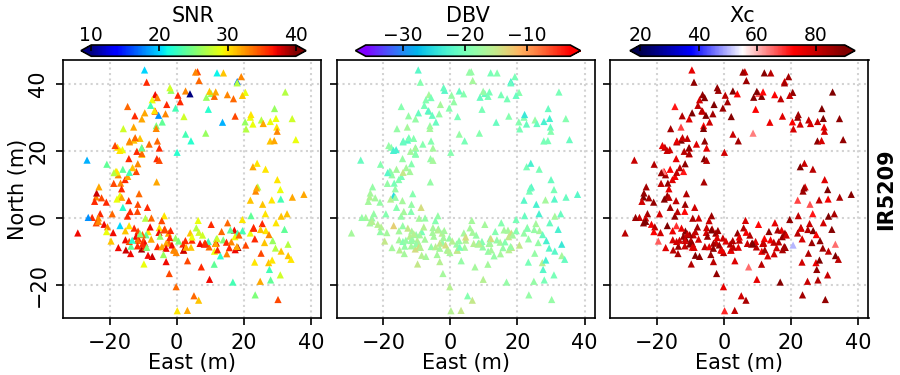 SNR DBV Xc
10 20 30 40 −30 −20 −10 20 40 60 80
40
20
0
−20
North (m)
−20 0 20 40 −20 0 20 40 −20 0 20 40
East (m) East (m) East (m)
IR5209